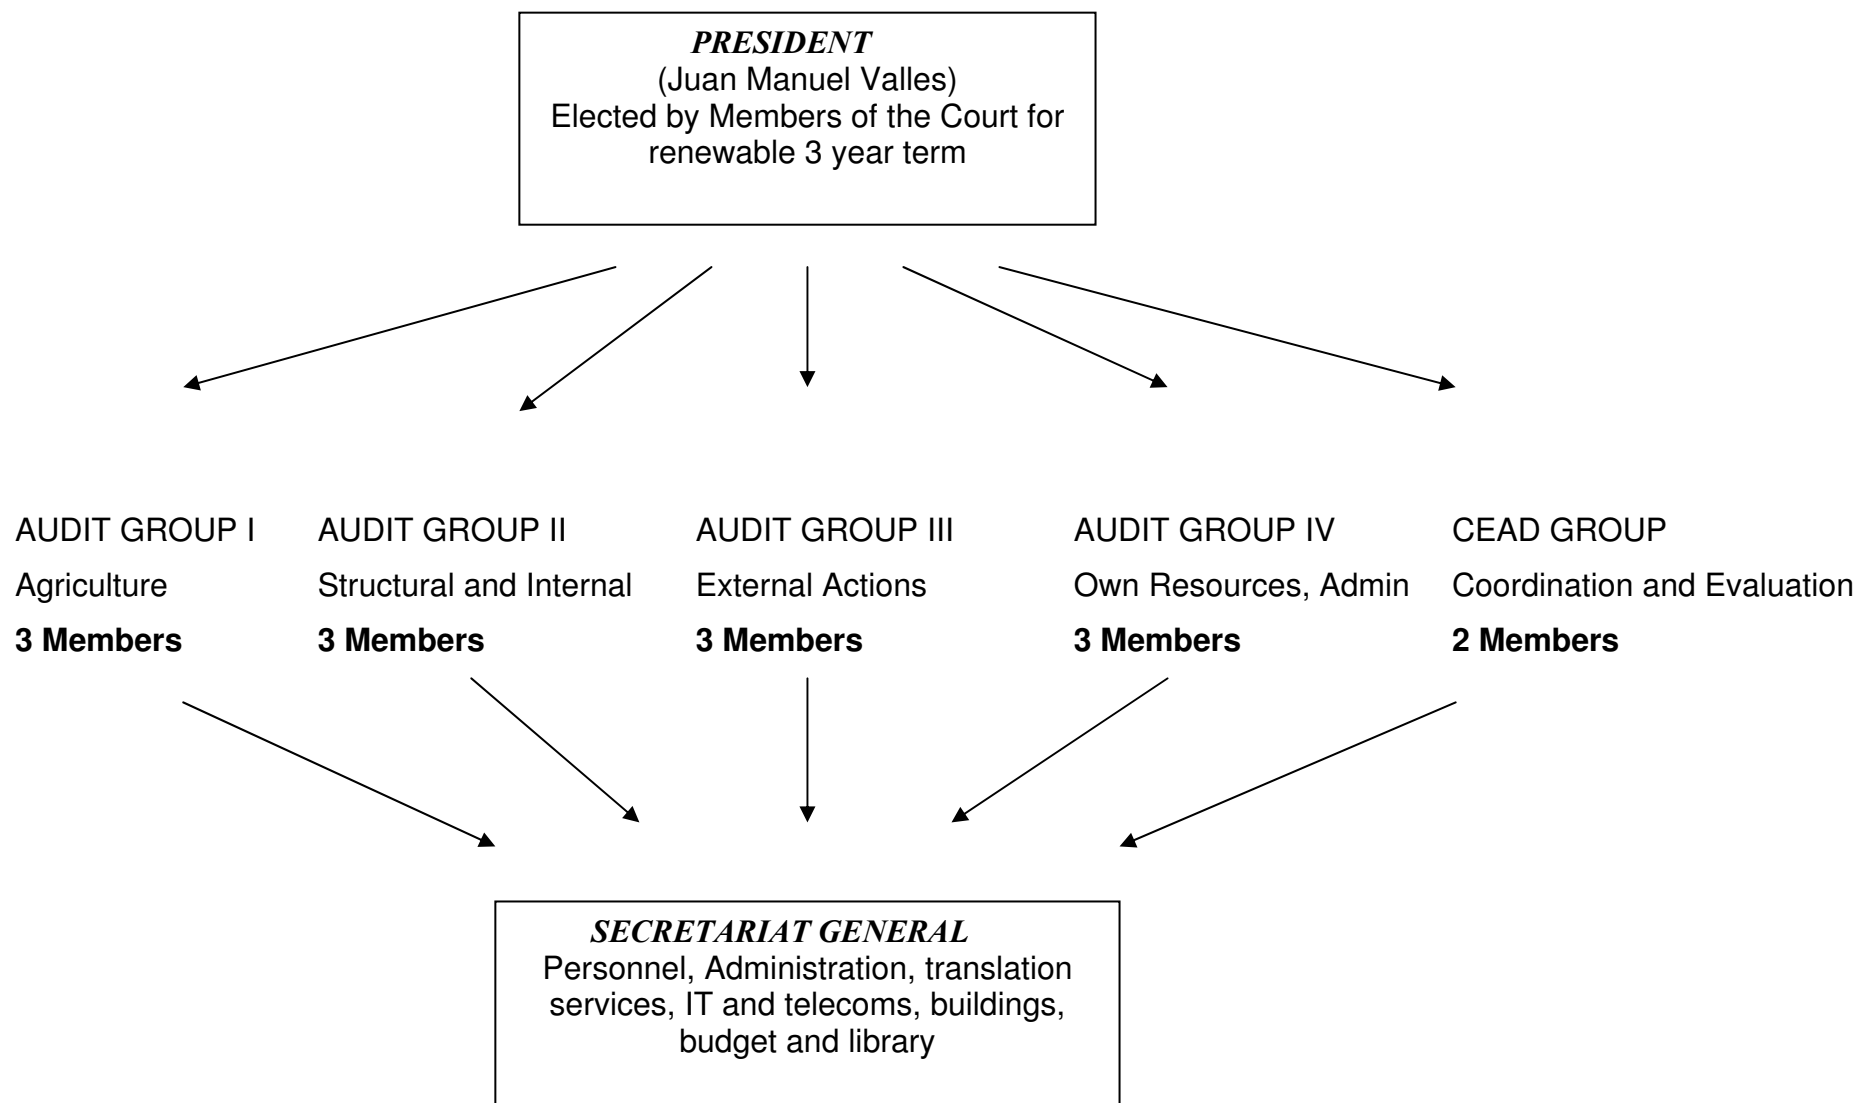 PRESIDENT
(Juan Manuel Valles)
Elected by Members of the Court for
renewable 3 year term
AUDIT GROUP I
Agriculture
3 Members
AUDIT GROUP II
Structural and Internal
3 Members
AUDIT GROUP III
External Actions
3 Members
AUDIT GROUP IV
Own Resources, Admin
3 Members
CEAD GROUP
Coordination and Evaluation
2 Members
SECRETARIAT GENERAL
Personnel, Administration, translation
services, IT and telecoms, buildings,
budget and library